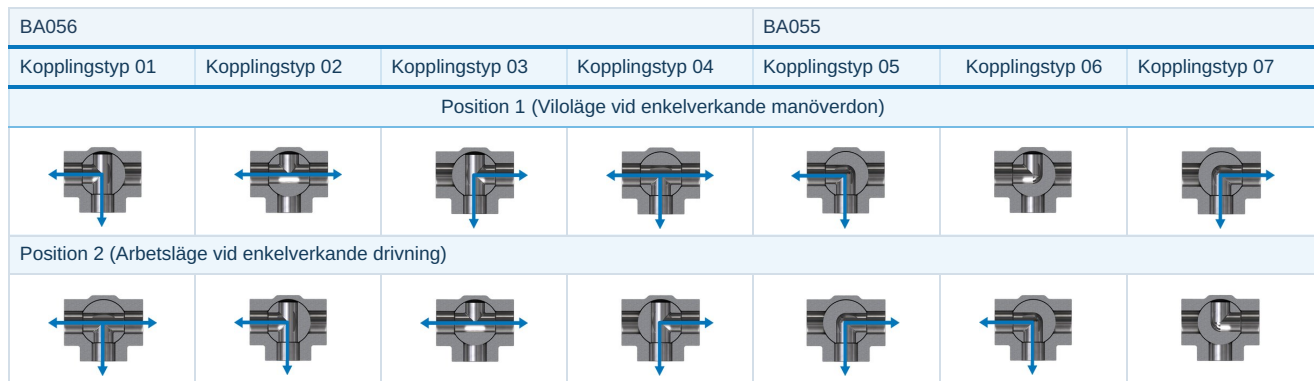 BA056 BA055
Kopplingstyp 01 Kopplingstyp 02 Kopplingstyp 03 Kopplingstyp 04 Kopplingstyp 05 Kopplingstyp 06 Kopplingstyp 07
Position 1 (Viloläge vid enkelverkande manöverdon)
Position 2 (Arbetsläge vid enkelverkande drivning)